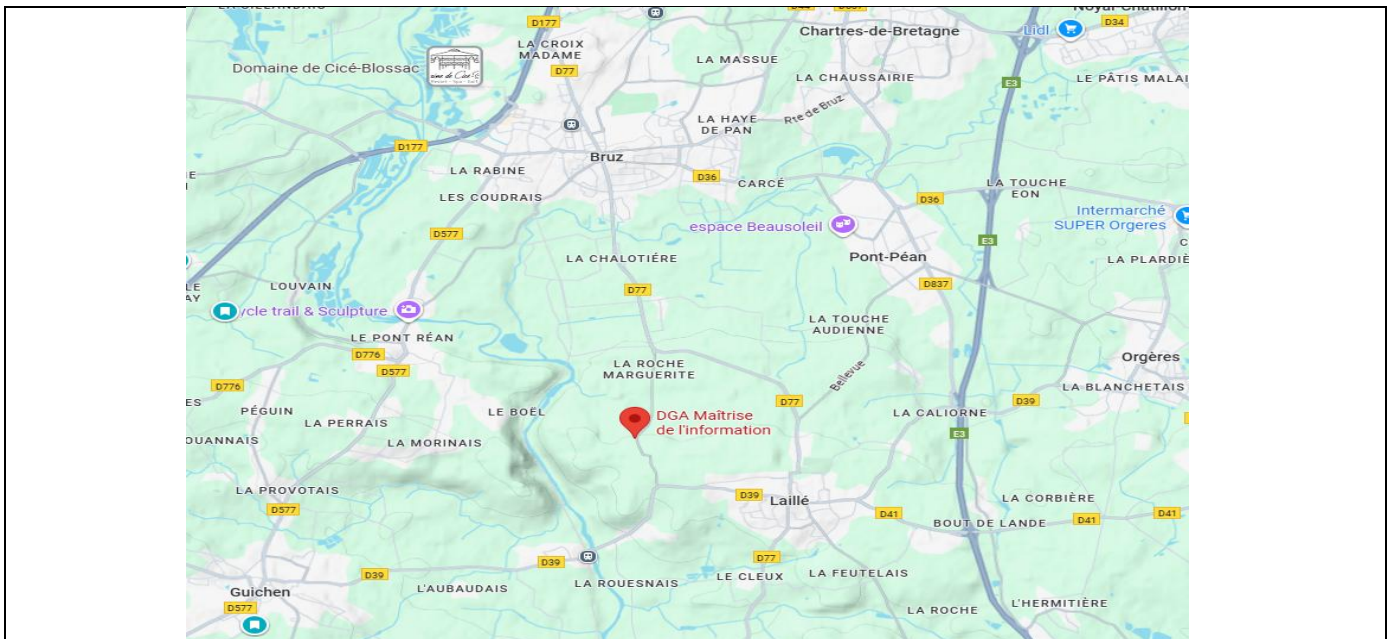 D177
D34
Lidl
LA CROIX
MADAME
Chartres-de-Bretagne
LA MASSUE
Domaine de Cicé-Blossac
D77
LA CHAUSSAIRIE
E3
LE PÂTIS MALAI
Rte de Bruz
LA HAYE
DE PAN
D177
Bruz
LA RABINE
D36
CARCÉ
LA TOUCHE
EON
LES COUDRAIS
D36
Intermarché
SUPER Orgeres
espace Beausoleil
D577
E3
LA CHALOTIÉRE
Pont-Péan
LA PLARDIÈ
LOUVAIN
D77
D837
ycle trail & Sculpture
LA TOUCHE
AUDIENNE
LE PONT RÉAN
D776
Orgères
D577
LA ROCHE
MARGUERITE
Bellevue
D776
LA BLANCHETAIS
D77
D39
PÉGUIN
LE BOËL
DGA Maîtrise
de l'information
LA CALIORNE
LA PERRAIS
E3
OUANNAIS
LA MORINAIS
LA PROVOTAIS
D39
Laillé
LA CORBIÈRE
D577
D41
BOUT DE LANDE
D41
D41
D39
D77
D39
LA ROUESNAIS
LE CLEUX
LA FEUTELAIS
L'AUBAUDAIS
Guichen
D577
LA ROCHE
L'HERMITIÈRE